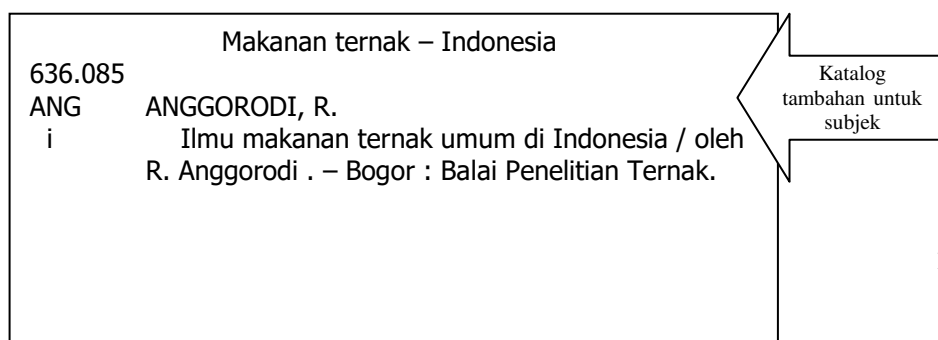 Makanan ternak – Indonesia
636.085
ANG ANGGORODI, R.
i Ilmu makanan ternak umum di Indonesia / oleh
R. Anggorodi . – Bogor : Balai Penelitian Ternak.
Katalog
tambahan untuk
subjek